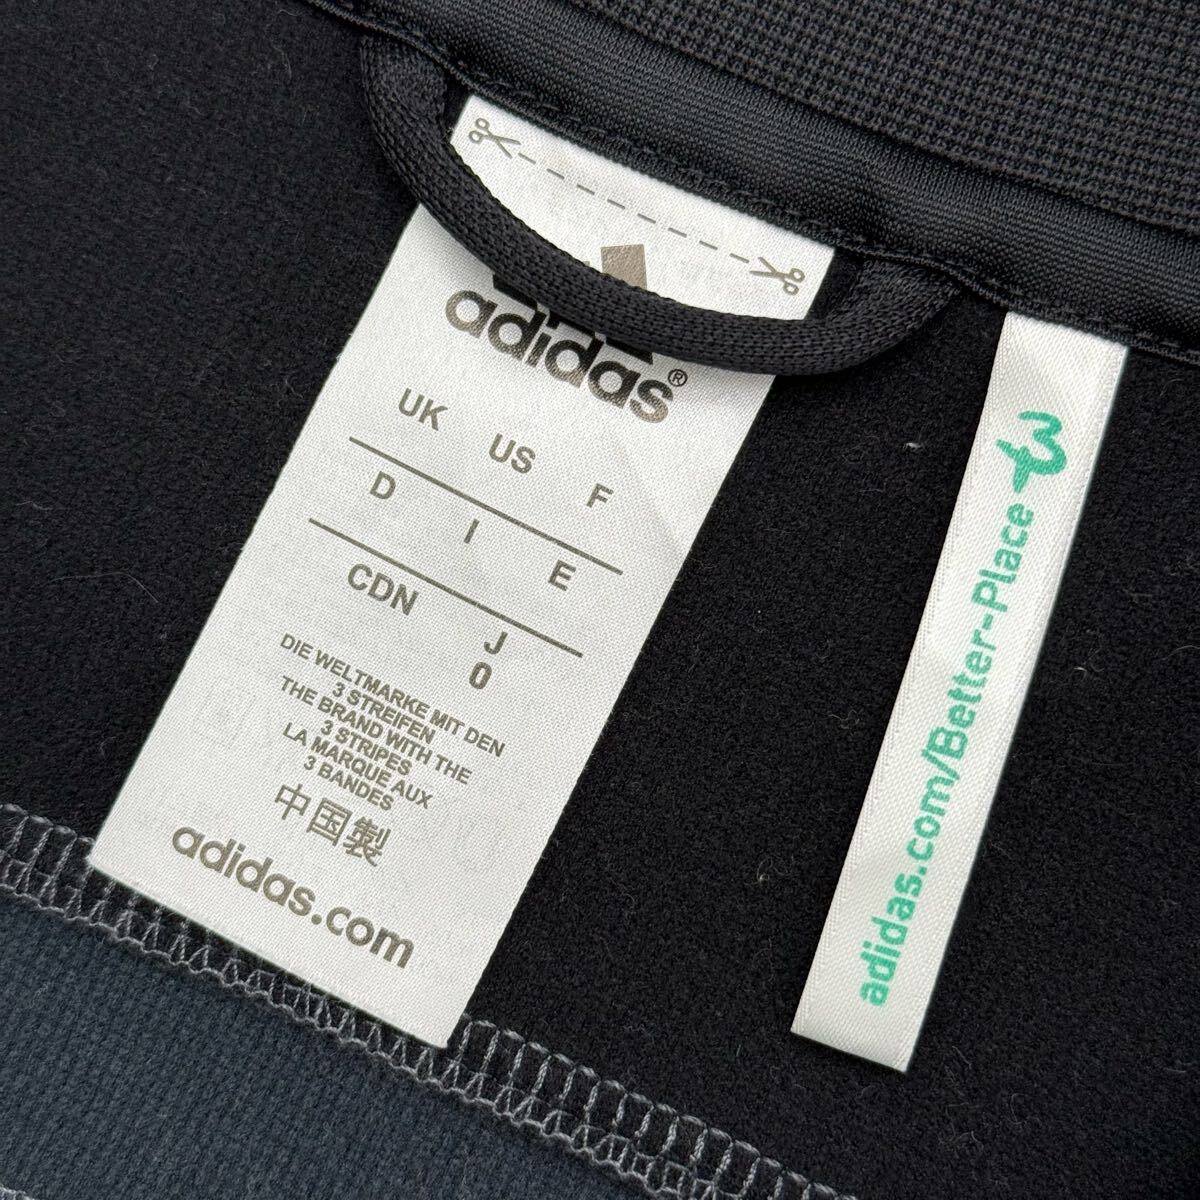 adidas®
UK US F
D I E
CDN J
O
DIE WELTMARKE MIT DEN
3 STREIFEN
THE BRAND WITH THE
3 STRIPES
LA MARQUE AUX
3 BANDES
中国製
adidas.com
adidas.com/Better-Place